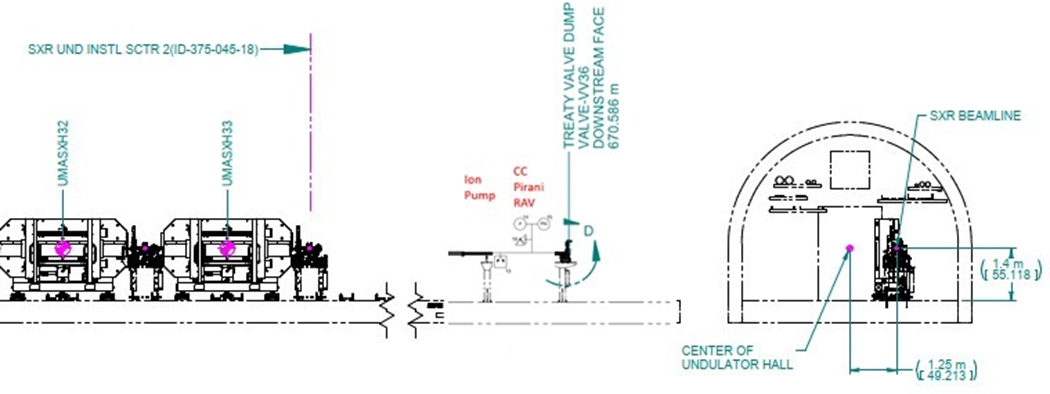 SXR UND INSTL SCTR 2(ID-375-045-18)
UMASXH32
UMASXH33
Ion
Pump
CC
Pirani
RAV
TREATY VALVE DUMP
VALVE-VV36
DOWNSTREAM FACE
670.586 m
D
SXR BEAMLINE
1.4 m
[ 55.118 ]
CENTER OF
UNDULATOR HALL
1.25 m
[ 49.213 ]